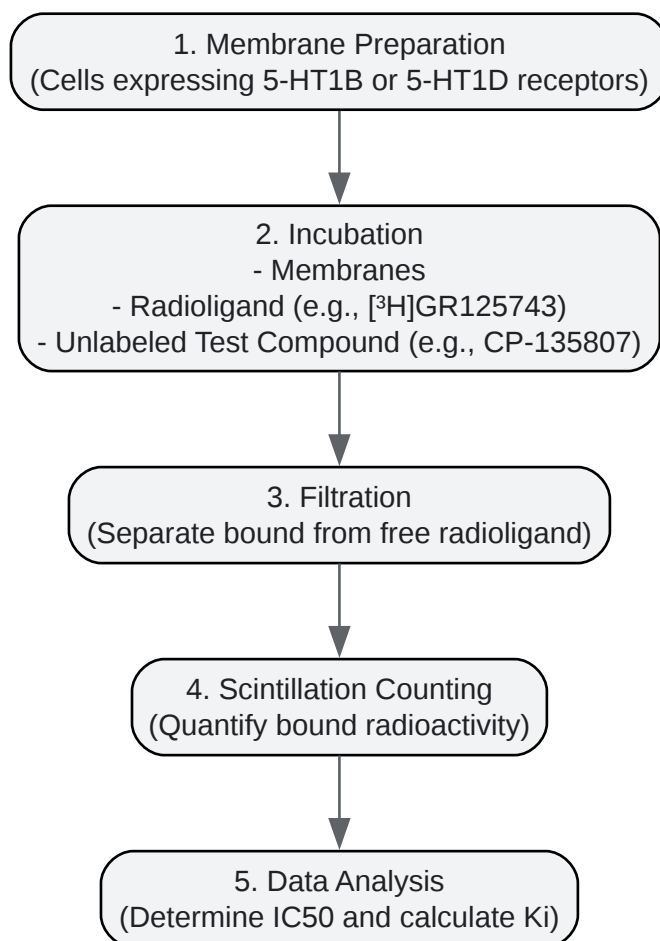 1. Membrane Preparation
(Cells expressing 5-HT1B or 5-HT1D receptors)
2. Incubation
- Membranes
- Radioligand (e.g., [³H]GR125743)
- Unlabeled Test Compound (e.g., CP-135807)
3. Filtration
(Separate bound from free radioligand)
4. Scintillation Counting
(Quantify bound radioactivity)
5. Data Analysis
(Determine IC50 and calculate Ki)